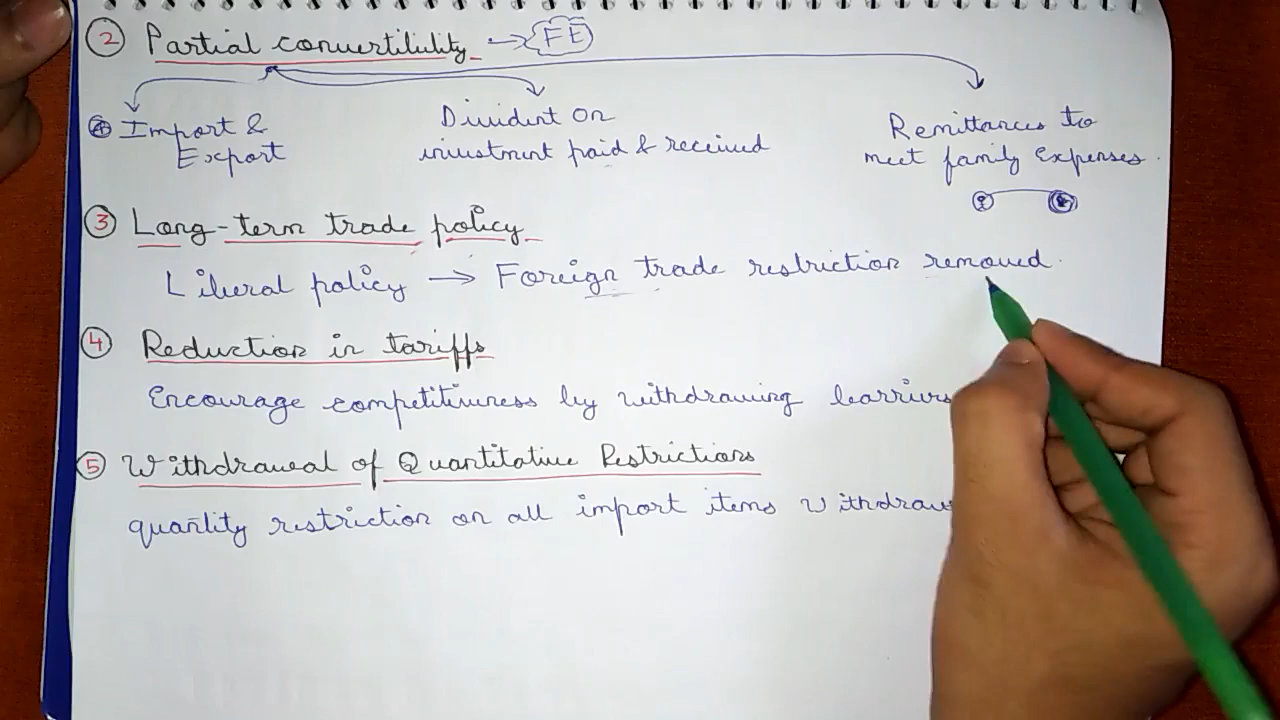 ② Partial convertibility → FE
Import & Export
Divident on investment paid & received
Remittances to meet family Expenses.
③ Long-term trade policy
Liberal policy → Foreign trade restriction removed.
④ Reduction in tariffs
Encourage competitiveness by withdrawing barriers
⑤ Withdrawal of Quantitative Restrictions
quantity restriction on all import items withdraw